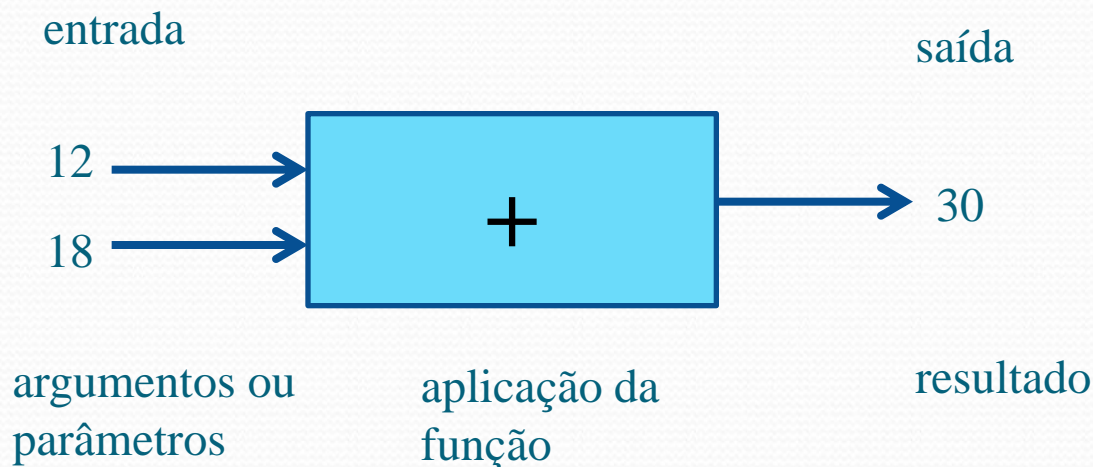 entrada
saída
12
18
+
30
argumentos ou
parâmetros
aplicação da
função
resultado